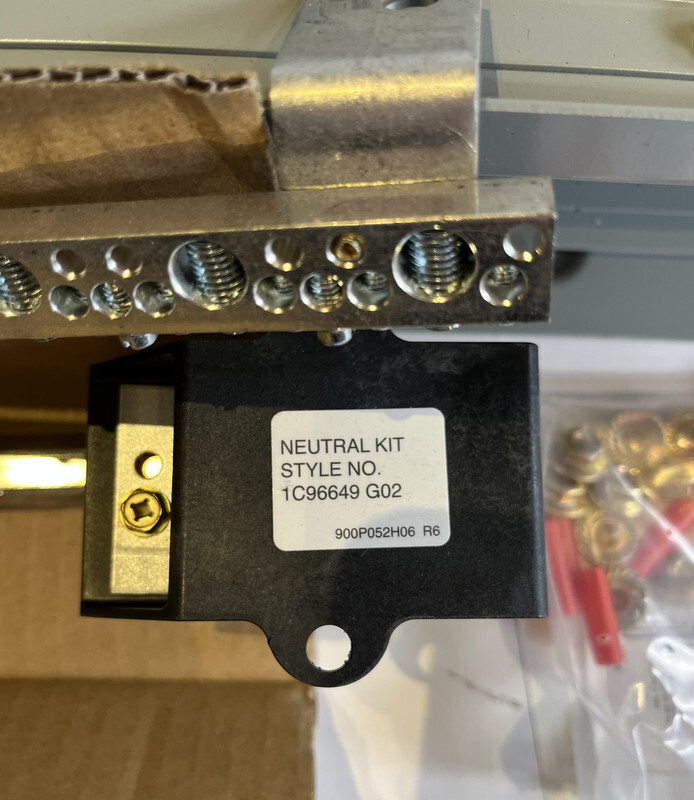 NEUTRAL KIT
STYLE NO.
1C96649 G02
900P052H06 R6